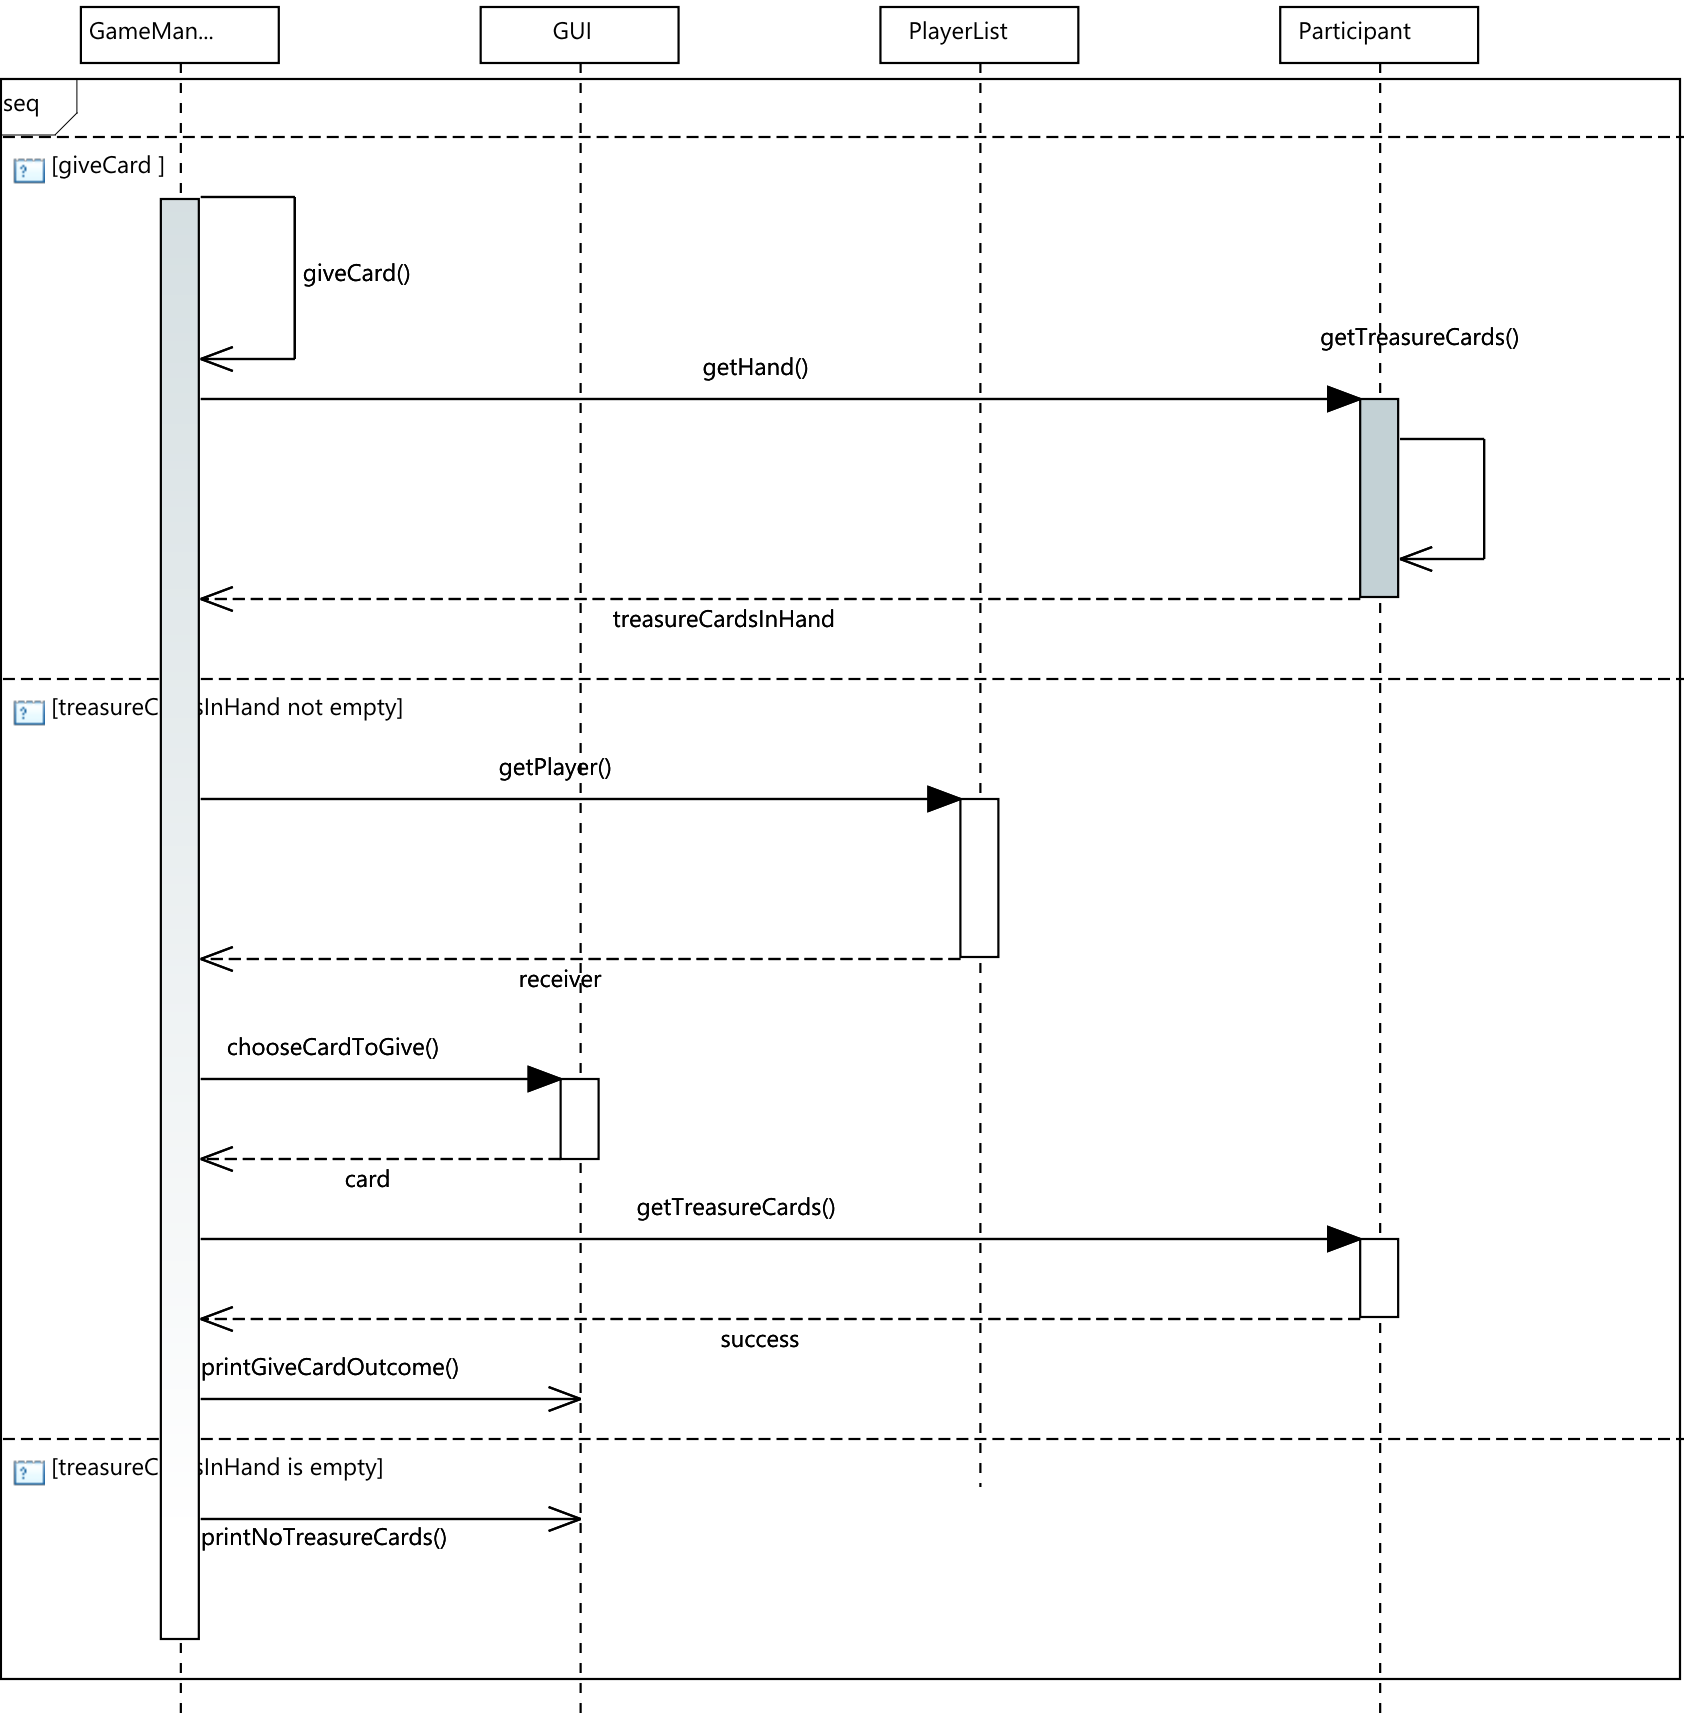 GameMan...
GUI
PlayerList
Participant
seq
[giveCard ]
giveCard()
getTreasureCards()
getHand()
treasureCardsInHand
[treasureC sInHand not empty]
getPlayer()
receiver
chooseCardToGive()
card
getTreasureCards()
success
printGiveCardOutcome()
[treasureC sInHand is empty]
printNoTreasureCards()